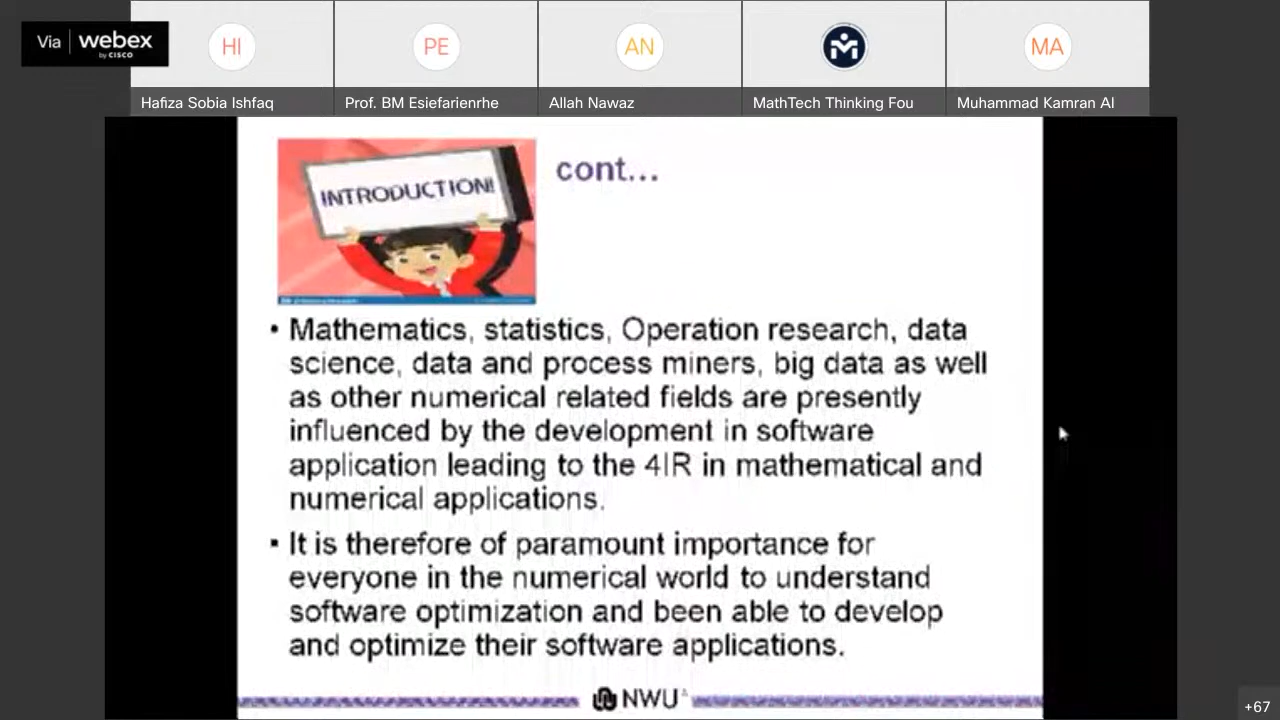 Via webex
by CISCO
HI
PE
AN
MA
Hafiza Sobia Ishfaq
Prof. BM Esiefarienrhe
Allah Nawaz
MathTech Thinking Fou
Muhammad Kamran Al
INTRODUCTION!
cont...
• Mathematics, statistics, Operation research, data
science, data and process miners, big data as well
as other numerical related fields are presently
influenced by the development in software
application leading to the 4IR in mathematical and
numerical applications.
• It is therefore of paramount importance for
everyone in the numerical world to understand
software optimization and been able to develop
and optimize their software applications.
NWU
+67